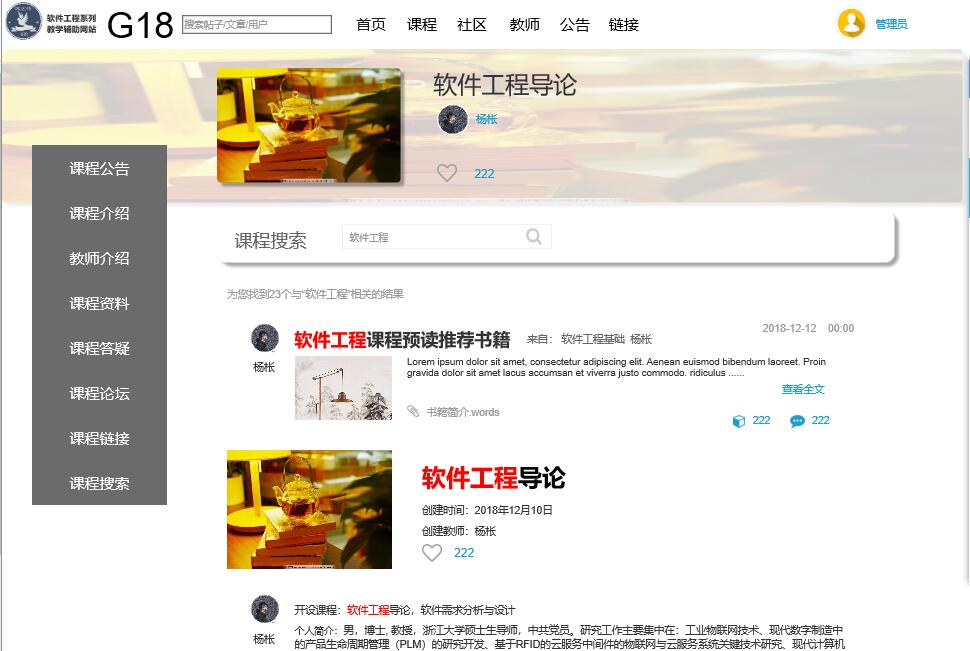 软件工程系列
教学辅助网站
G18
搜索帖子/文章/用户
首页 课程 社区 教师 公告 链接
管理员
软件工程导论
杨枨
222
课程公告
课程介绍
教师介绍
课程资料
课程答疑
课程论坛
课程链接
课程搜索
课程搜索
软件工程
为您找到23个与“软件工程”相关的结果
杨枨
软件工程课程预读推荐书籍 来自： 软件工程基础 杨枨
2018-12-12 00:00
Lorem ipsum dolor sit amet, consectetur adipiscing elit. Aenean euismod bibendum laoreet. Proin
gravida dolor sit amet lacus accumsan et viverra justo commodo. ridiculus ......
查看全文
书籍简介.words
222 222
软件工程导论
创建时间：2018年12月10日
创建教师：杨枨
222
杨枨
开设课程：软件工程导论，软件需求分析与设计
个人简介：男，博士, 教授，浙江大学硕士生导师，中共党员。研究工作主要集中在：工业物联网技术、现代数字制造中
的产品生命周期管理（PLM）的研究开发、基于RFID的云服务中间件的物联网与云服务系统关键技术研究、现代计算机